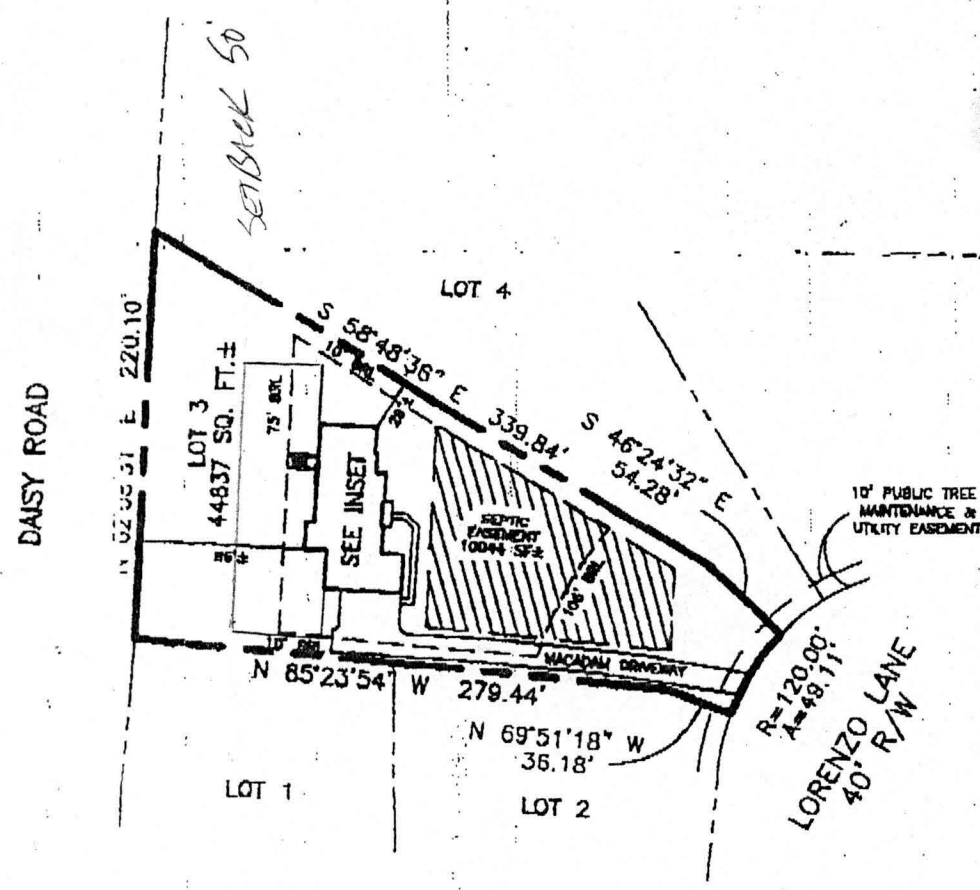 SETBACK 50'
LOT 4
DAISY ROAD
220.10'
LOT 3
44837 SQ. FT.±
75' BRL
10' BRL
S 58°48'36" E
339.84'
S 46°24'32" E
54.28'
SEE INSET
SEPTIC
EASEMENT
10044 SF±
106' BRL
10' PUBLIC TREE
MAINTENANCE &
UTILITY EASEMENT
10' BRL
MACADAM DRIVEWAY
N 85°23'54" W
279.44'
N 69°51'18" W
36.18'
R=120.00'
A=49.11'
LORENZO LANE
40' R/W
LOT 1
LOT 2